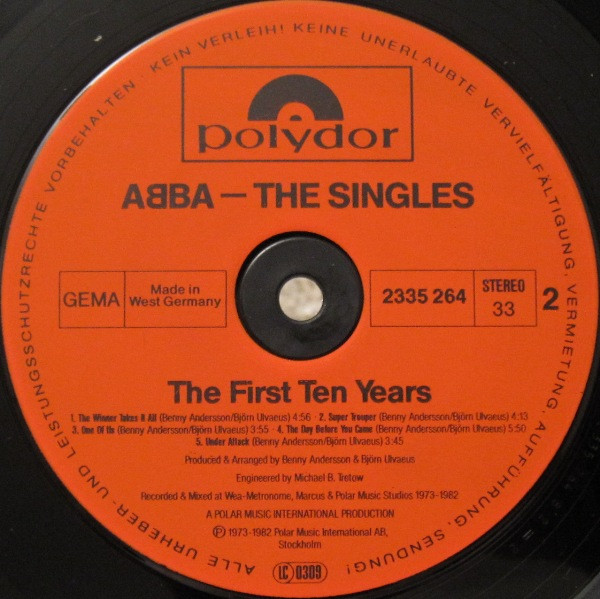 ALLE URHEBER- UND LEISTUNGSSCHUTZRECHTE VORBEHALTEN KEIN VERLEIH! KEINE UNERLAUBTE VERVIELFÄLTIGUNG, VERMIETUNG, AUFFÜHRUNG, SENDUNG!
polydor
ABBA – THE SINGLES
GEMA
Made in
West Germany
2335 264
STEREO
33
2
The First Ten Years
1. The Winner Takes It All (Benny Andersson/Björn Ulvaeus) 4:56 · 2. Super Trouper (Benny Andersson/Björn Ulvaeus) 4:13
3. One Of Us (Benny Andersson/Björn Ulvaeus) 3:55 · 4. The Day Before You Came (Benny Andersson/Björn Ulvaeus) 5:50
5. Under Attack (Benny Andersson/Björn Ulvaeus) 3:45
Produced & Arranged by Benny Andersson & Björn Ulvaeus
Engineered by Michael B. Tretow
Recorded & Mixed at Wea-Metronome, Marcus & Polar Music Studios 1973-1982
A POLAR MUSIC INTERNATIONAL PRODUCTION
Ⓟ 1973-1982 Polar Music International AB,
Stockholm
LC 0309